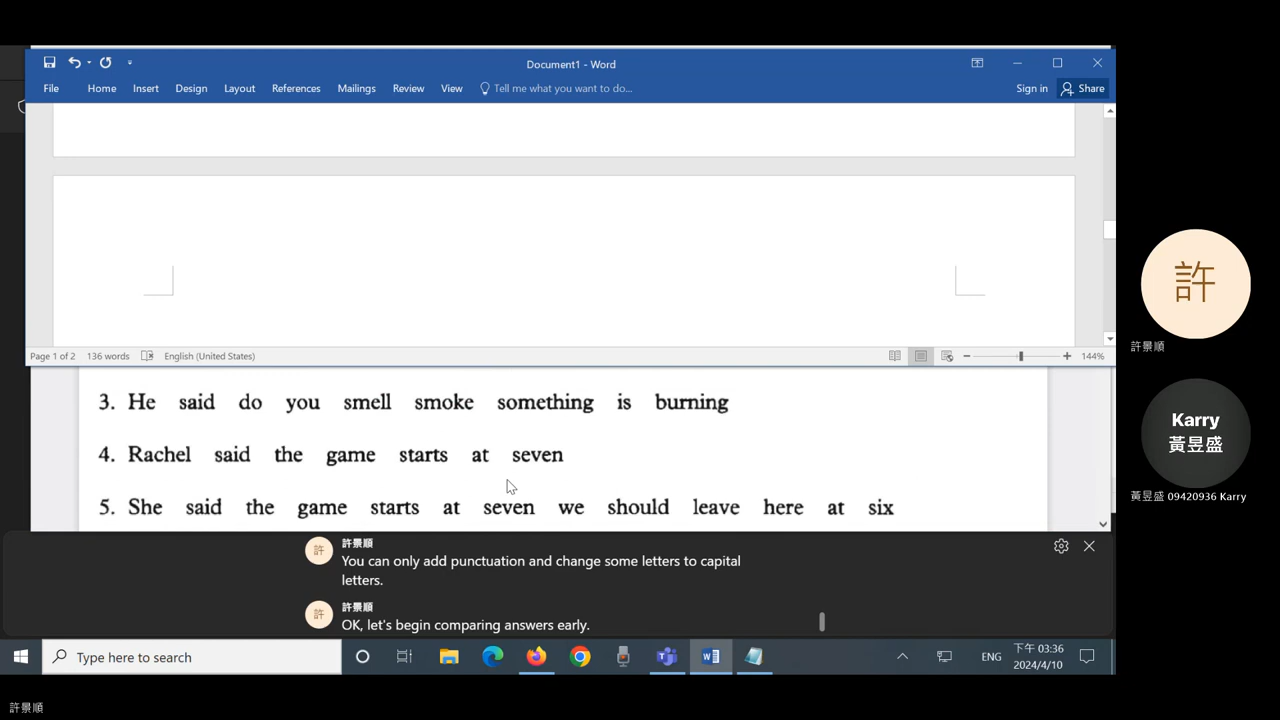 Document1 - Word
File Home Insert Design Layout References Mailings Review View Tell me what you want to do... Sign in Share
Page 1 of 2 136 words English (United States) 144%
3. He said do you smell smoke something is burning
4. Rachel said the game starts at seven
5. She said the game starts at seven we should leave here at six
許
許景順
Karry
黃昱盛
黃昱盛 09420936 Karry
許
許景順
You can only add punctuation and change some letters to capital
letters.
許
許景順
OK, let's begin comparing answers early.
Type here to search
ENG
下午 03:36
2024/4/10
許景順